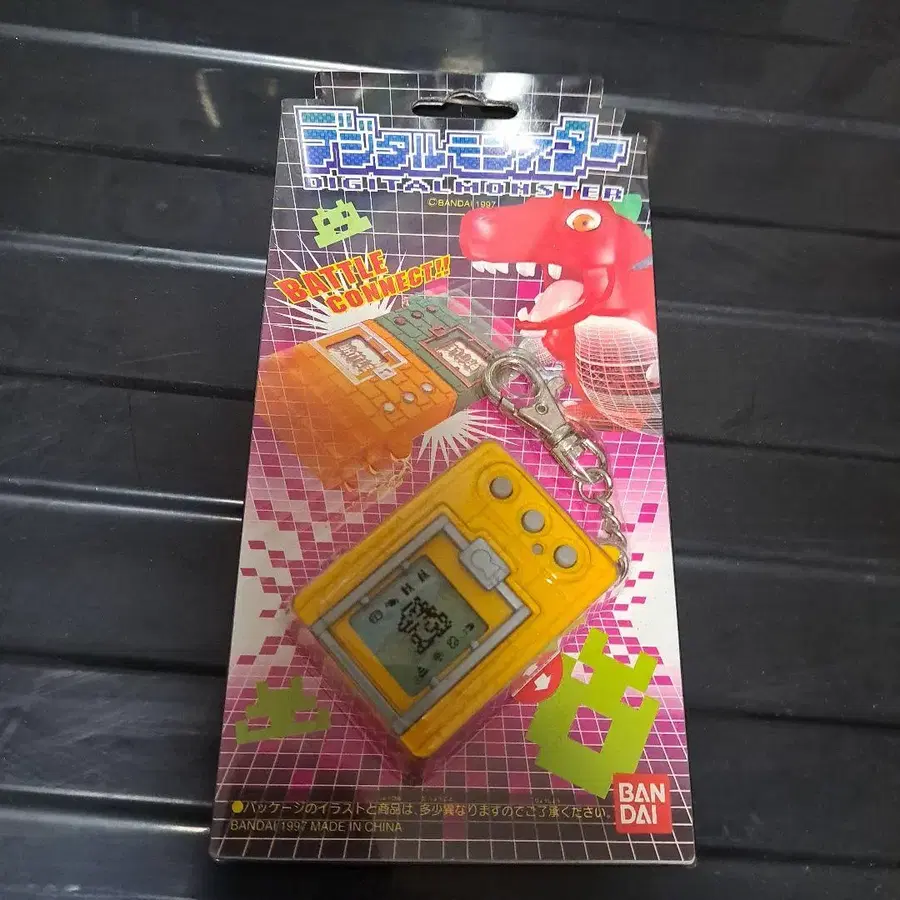 デジタルモンスター
DIGITALMONSTER
©BANDAI 1997
BATTLE
CONNECT!!
●パッケージのイラストと商品は、多少異なりますのでご了承ください。
BANDAI 1997 MADE IN CHINA
BAN
DAI